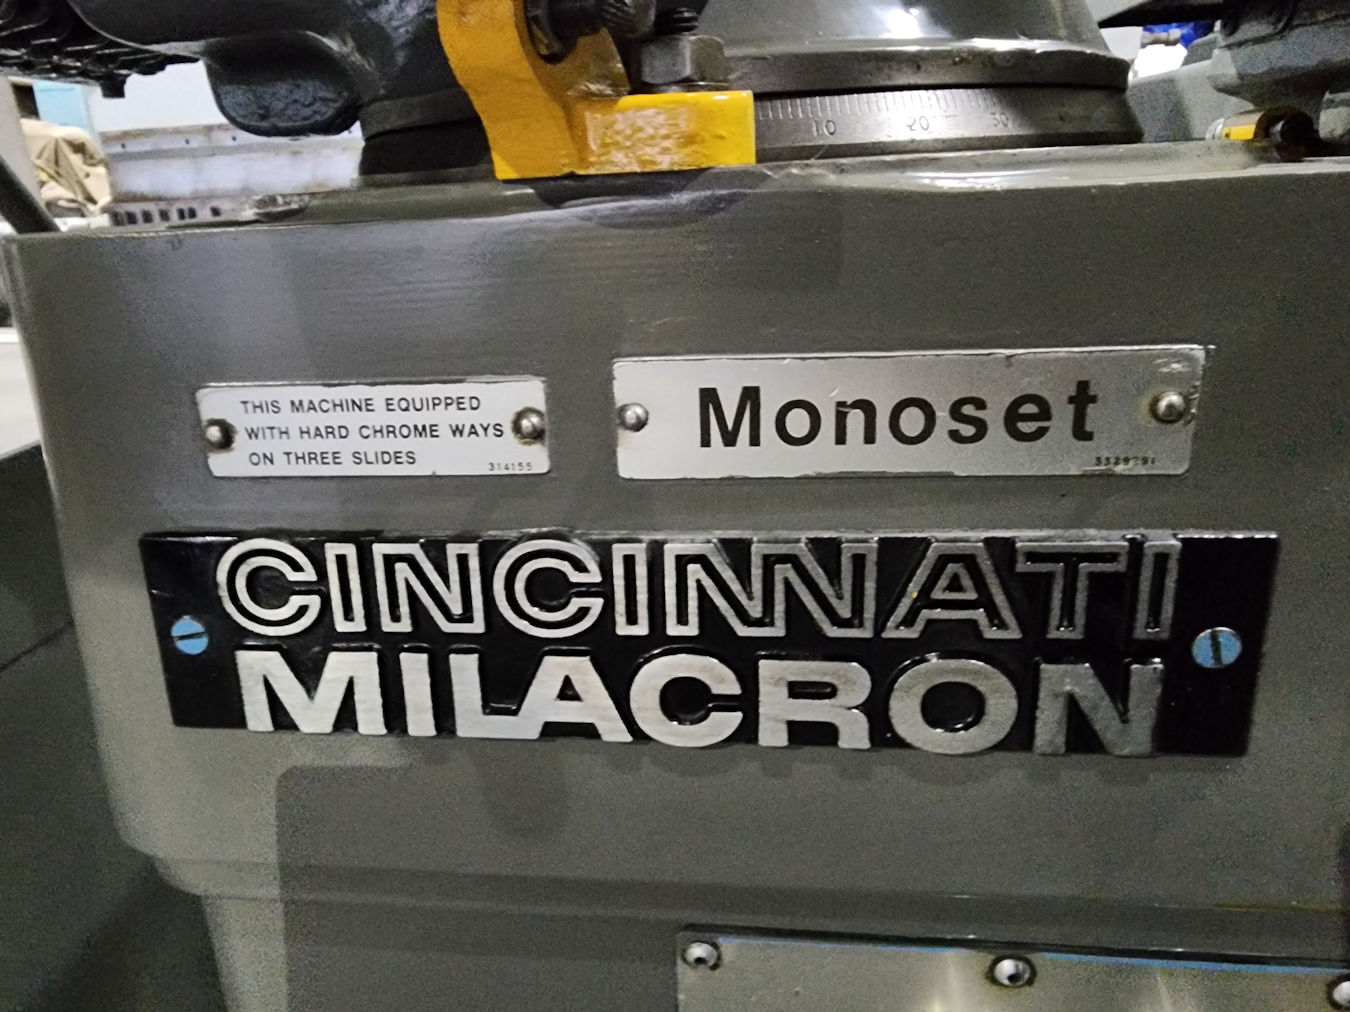 10 20 30
THIS MACHINE EQUIPPED
WITH HARD CHROME WAYS
ON THREE SLIDES
314155
Monoset
CINCINNATI
MILACRON